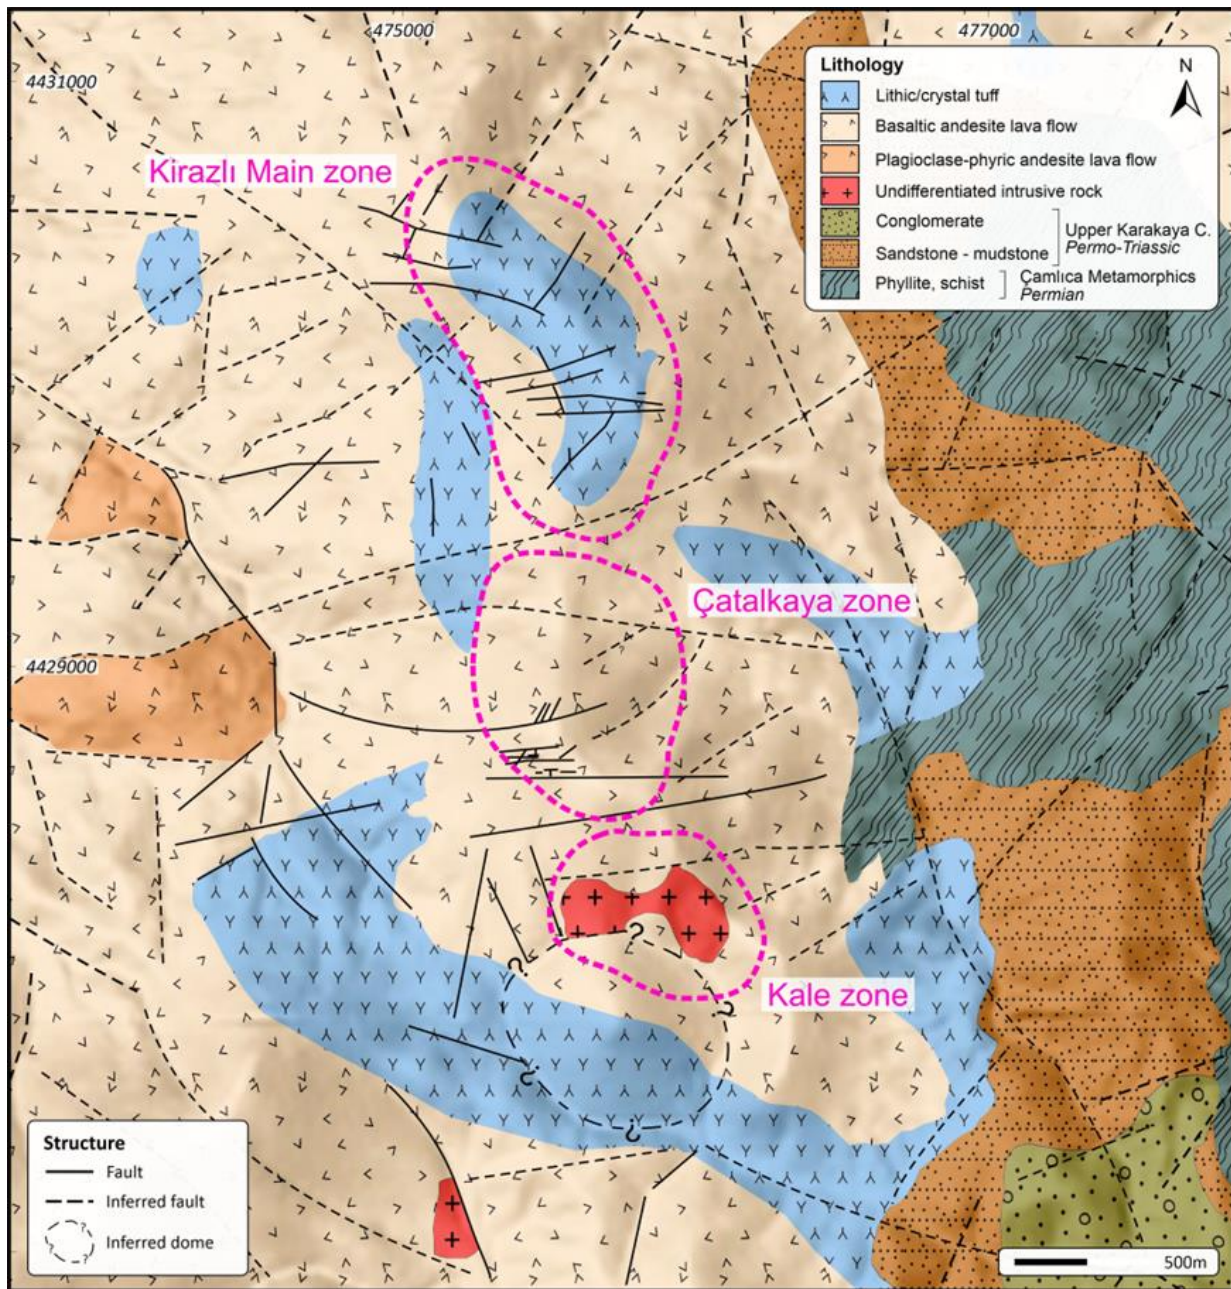 475000
477000
4431000
Lithology
N
Lithic/crystal tuff
Basaltic andesite lava flow
Plagioclase-phyric andesite lava flow
Undifferentiated intrusive rock
Conglomerate
Sandstone - mudstone
Upper Karakaya C.
Permo-Triassic
Phyllite, schist
Çamlıca Metamorphics
Permian
Kirazlı Main zone
Çatalkaya zone
4429000
Kale zone
?
?
?
?
?
?
Structure
Fault
Inferred fault
?
?
?
Inferred dome
500m